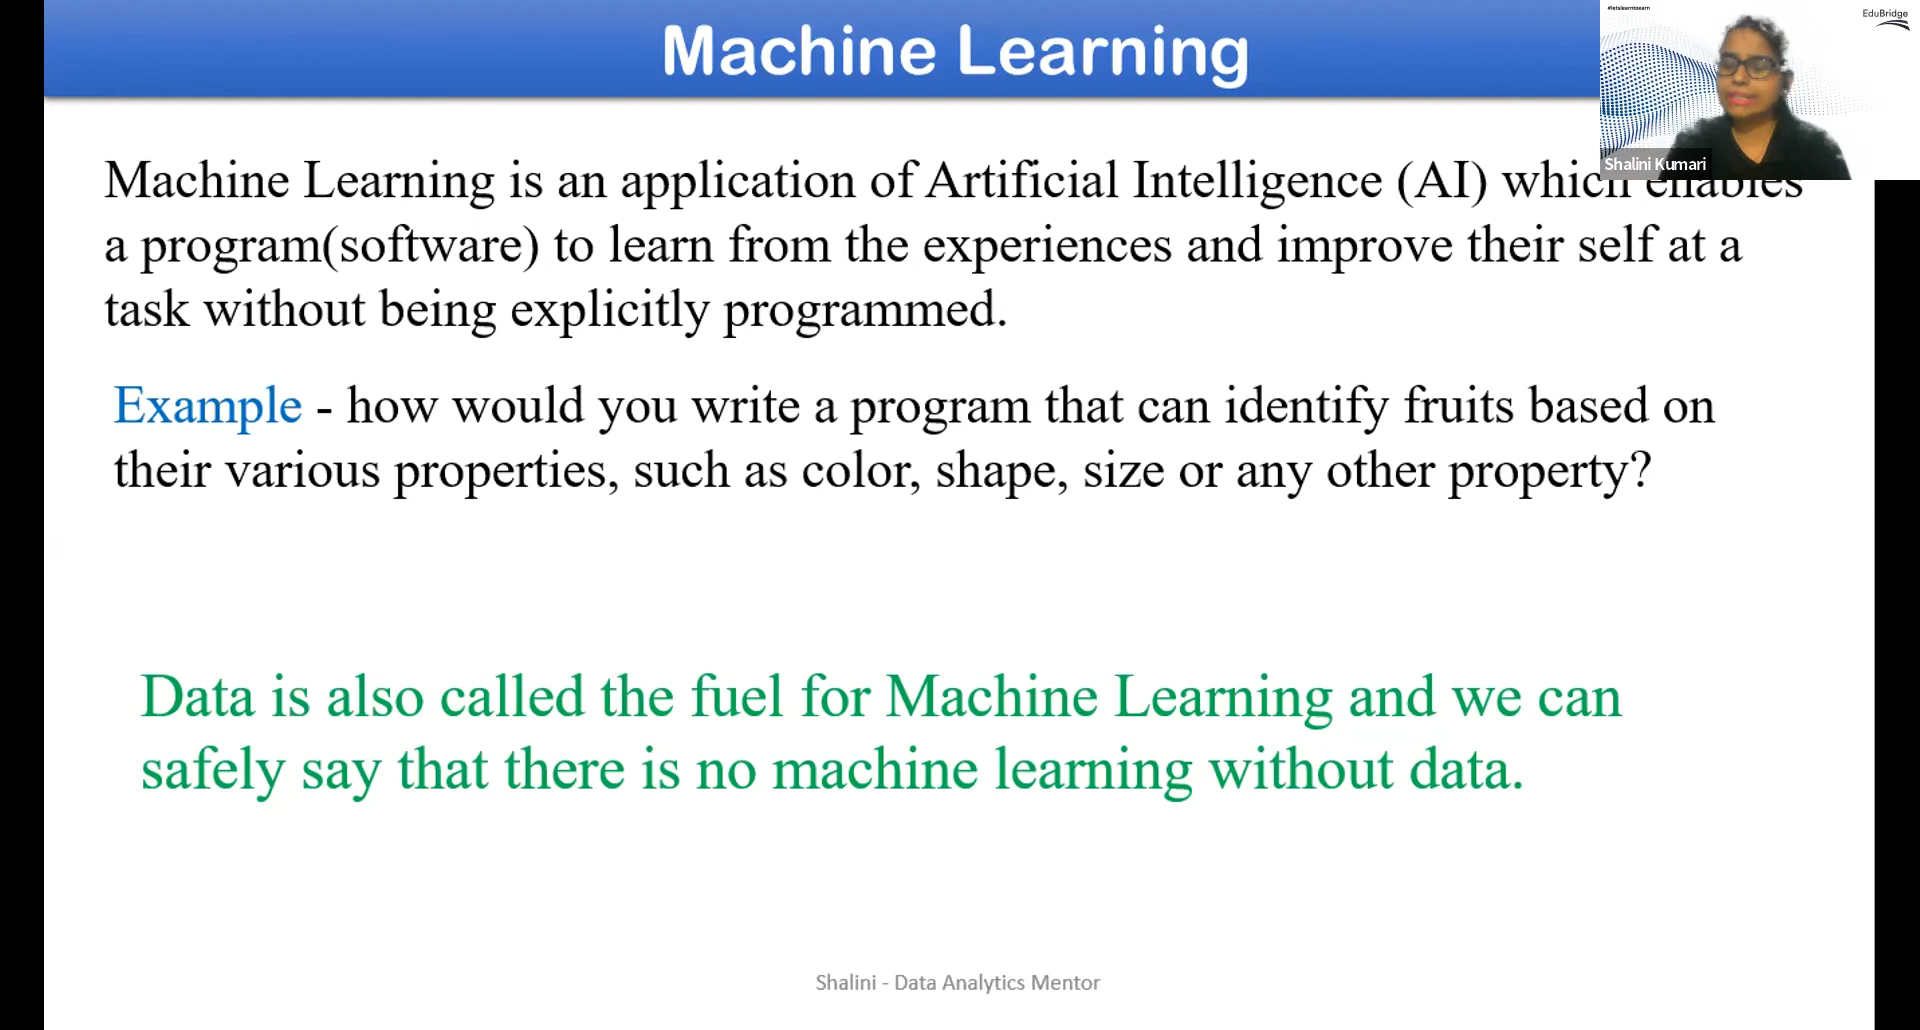 Machine Learning
#letslearntoearn
EduBridge
Shalini Kumari
Machine Learning is an application of Artificial Intelligence (AI) which enables
a program(software) to learn from the experiences and improve their self at a
task without being explicitly programmed.
Example - how would you write a program that can identify fruits based on
their various properties, such as color, shape, size or any other property?
Data is also called the fuel for Machine Learning and we can
safely say that there is no machine learning without data.
Shalini - Data Analytics Mentor